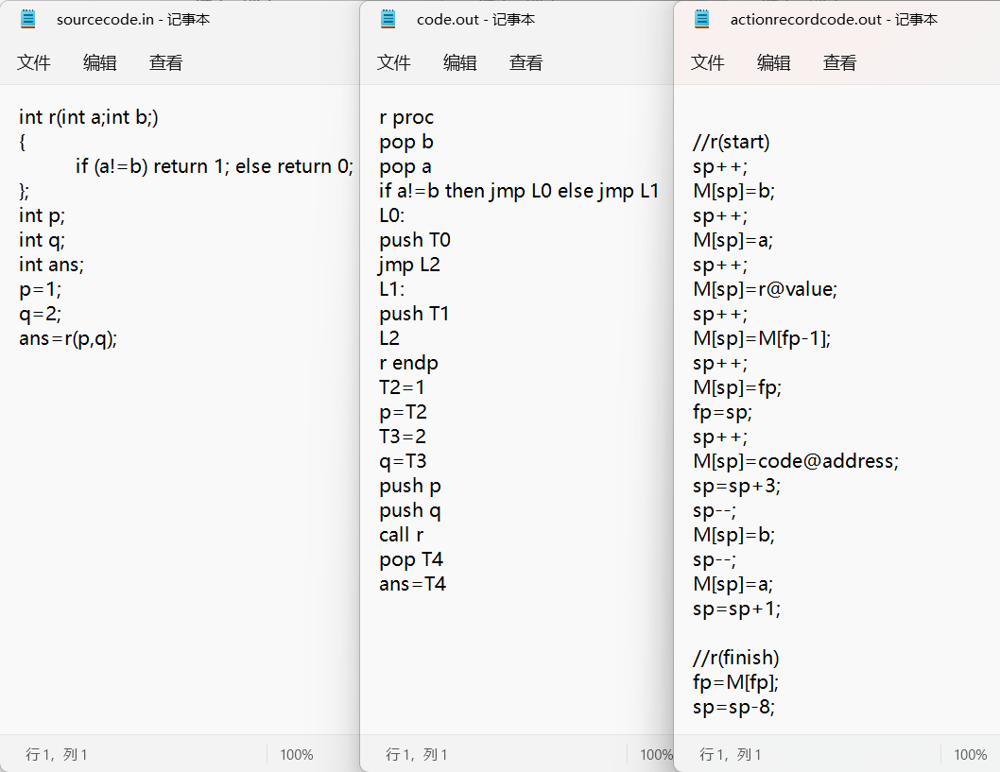 sourcecode.in - 记事本
文件 编辑 查看
int r(int a;int b;)
{
if (a!=b) return 1; else return 0;
};
int p;
int q;
int ans;
p=1;
q=2;
ans=r(p,q);
行 1，列 1 100%
code.out - 记事本
文件 编辑 查看
r proc
pop b
pop a
if a!=b then jmp L0 else jmp L1
L0:
push T0
jmp L2
L1:
push T1
L2
r endp
T2=1
p=T2
T3=2
q=T3
push p
push q
call r
pop T4
ans=T4
行 1，列 1 100%
actionrecordcode.out - 记事本
文件 编辑 查看
//r(start)
sp++;
M[sp]=b;
sp++;
M[sp]=a;
sp++;
M[sp]=r@value;
sp++;
M[sp]=M[fp-1];
sp++;
M[sp]=fp;
fp=sp;
sp++;
M[sp]=code@address;
sp=sp+3;
sp--;
M[sp]=b;
sp--;
M[sp]=a;
sp=sp+1;
//r(finish)
fp=M[fp];
sp=sp-8;
行 1，列 1 100%